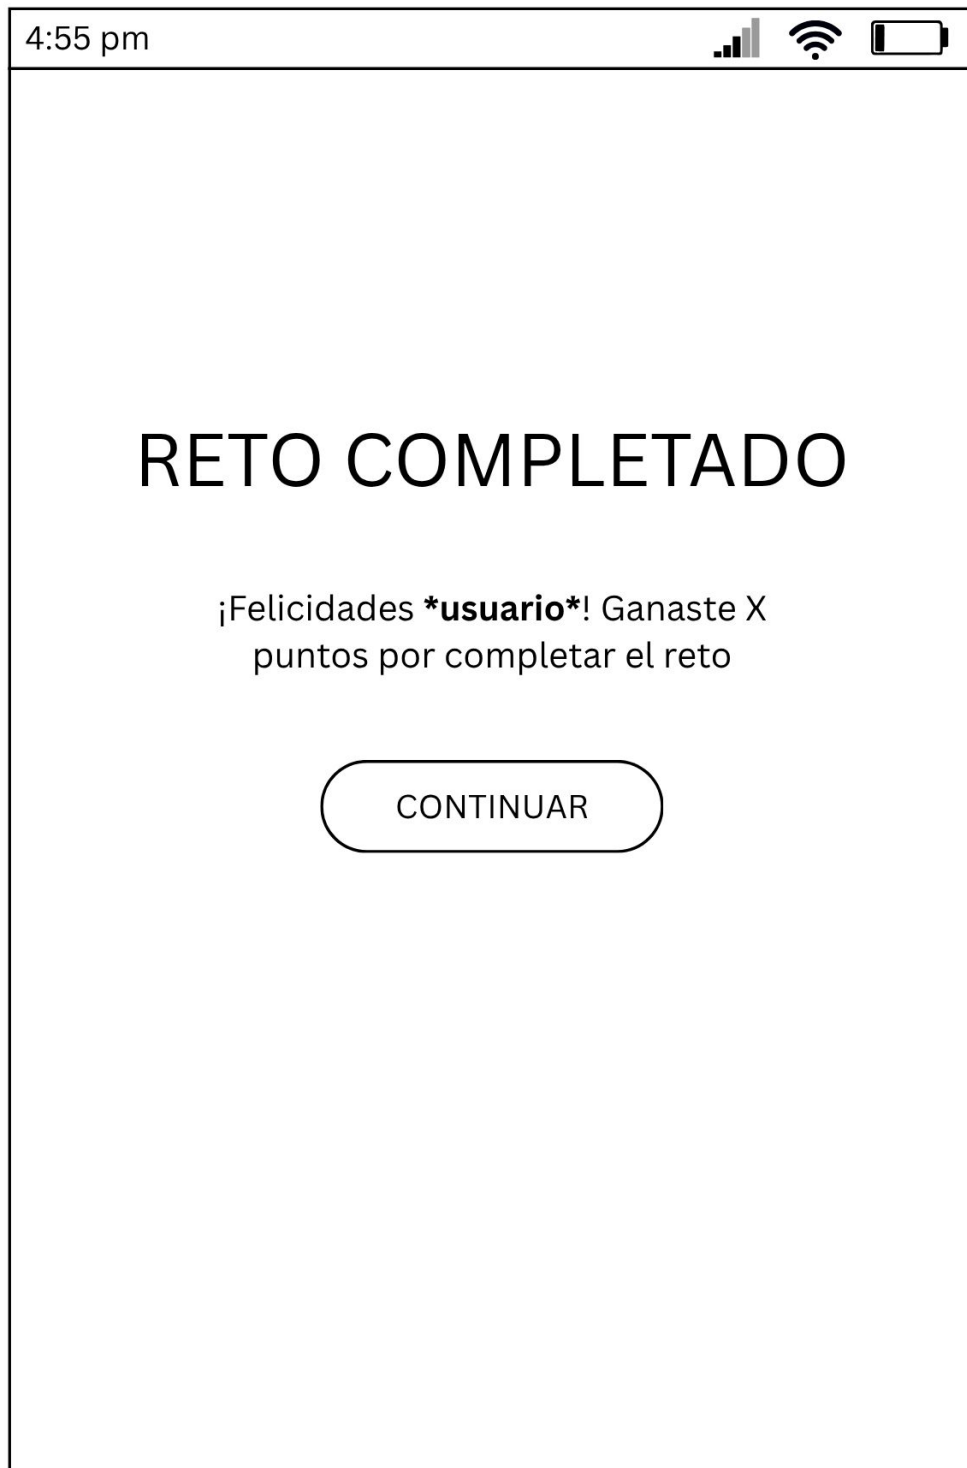 4:55 pm
RETO COMPLETADO
¡Felicidades *usuario*! Ganaste X
puntos por completar el reto
CONTINUAR